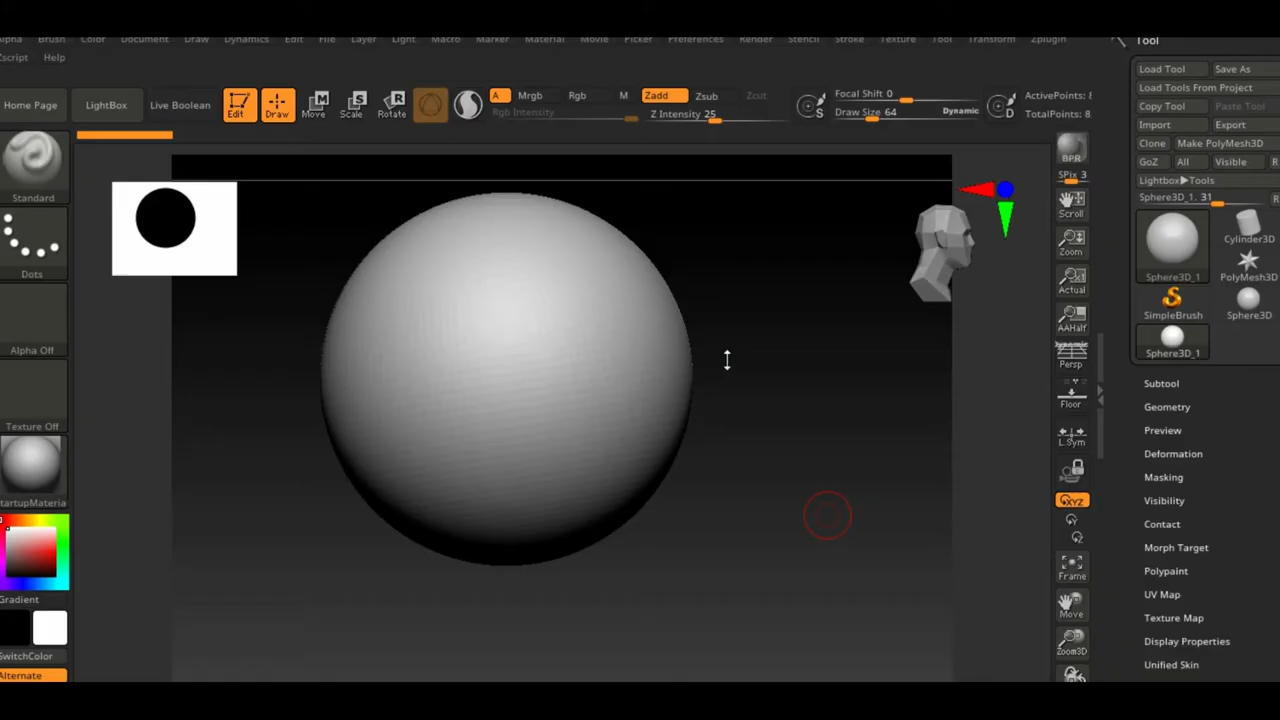 Alpha Brush Color Document Draw Dynamics Edit File Layer Light Macro Marker Material Movie Picker Preferences Render Stencil Stroke Texture Tool Transform Zplugin
Zscript Help
Tool
Load Tool Save As
Load Tools From Project
Copy Tool Paste Tool
Import Export
Clone Make PolyMesh3D
GoZ All Visible R
Lightbox▶Tools
Sphere3D_1. 31 R
Home Page LightBox Live Boolean Edit Draw Move Scale Rotate
A Mrgb Rgb M Zadd Zsub Zcut
Rgb Intensity Z Intensity 25
S Focal Shift 0
Draw Size 64 Dynamic
D ActivePoints: 8
TotalPoints: 8
Standard
Dots
Alpha Off
Texture Off
StartupMateria
Gradient
SwitchColor
Alternate
BPR
SPix 3
Scroll
Zoom
Actual
AAHalf
Dynamic
Persp
Floor
L.Sym
XYZ
Y
Z
Frame
Move
Zoom3D
Sphere3D_1
Cylinder3D
PolyMesh3D
SimpleBrush
Sphere3D
Sphere3D_1
Subtool
Geometry
Preview
Deformation
Masking
Visibility
Contact
Morph Target
Polypaint
UV Map
Texture Map
Display Properties
Unified Skin